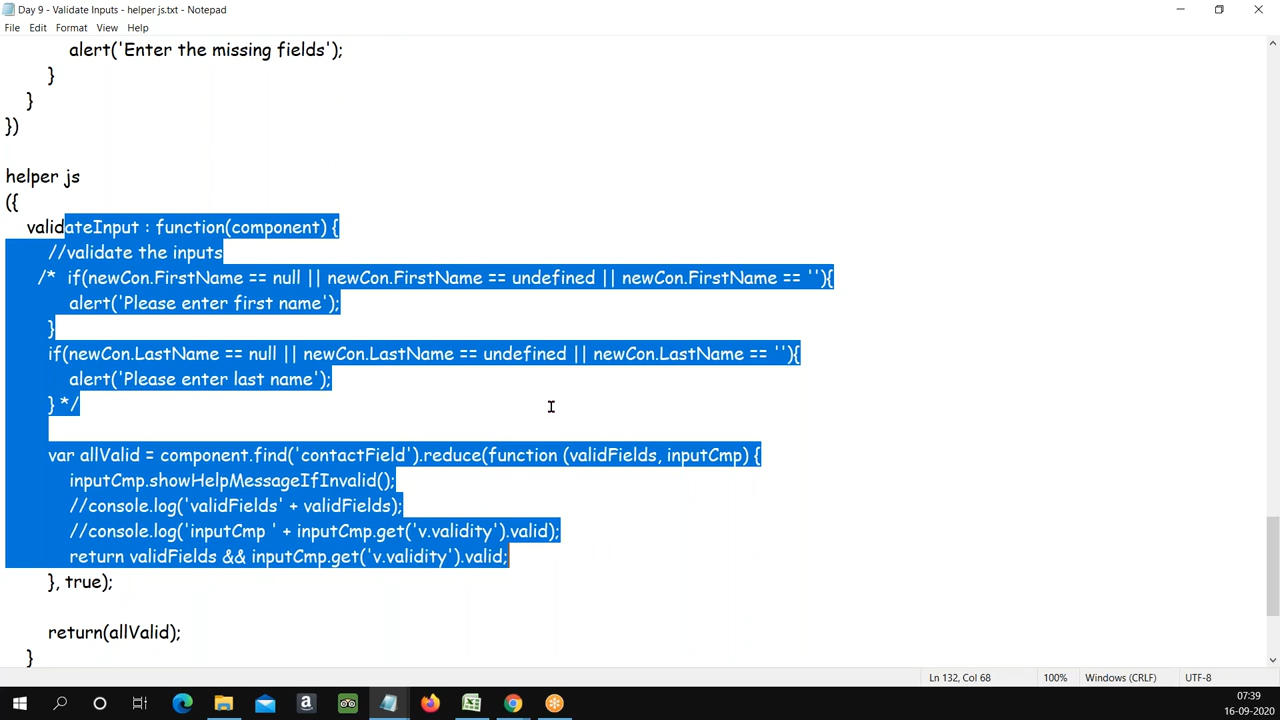 Day 9 - Validate Inputs - helper js.txt - Notepad
File Edit Format View Help
alert('Enter the missing fields');
}
}
})
helper js
({
validateInput : function(component) {
//validate the inputs
/* if(newCon.FirstName == null || newCon.FirstName == undefined || newCon.FirstName == ''){
alert('Please enter first name');
}
if(newCon.LastName == null || newCon.LastName == undefined || newCon.LastName == ''){
alert('Please enter last name');
} */
var allValid = component.find('contactField').reduce(function (validFields, inputCmp) {
inputCmp.showHelpMessageIfInvalid();
//console.log('validFields' + validFields);
//console.log('inputCmp ' + inputCmp.get('v.validity').valid);
return validFields && inputCmp.get('v.validity').valid;
}, true);
return(allValid);
}
Ln 132, Col 68 100% Windows (CRLF) UTF-8
07:39
16-09-2020